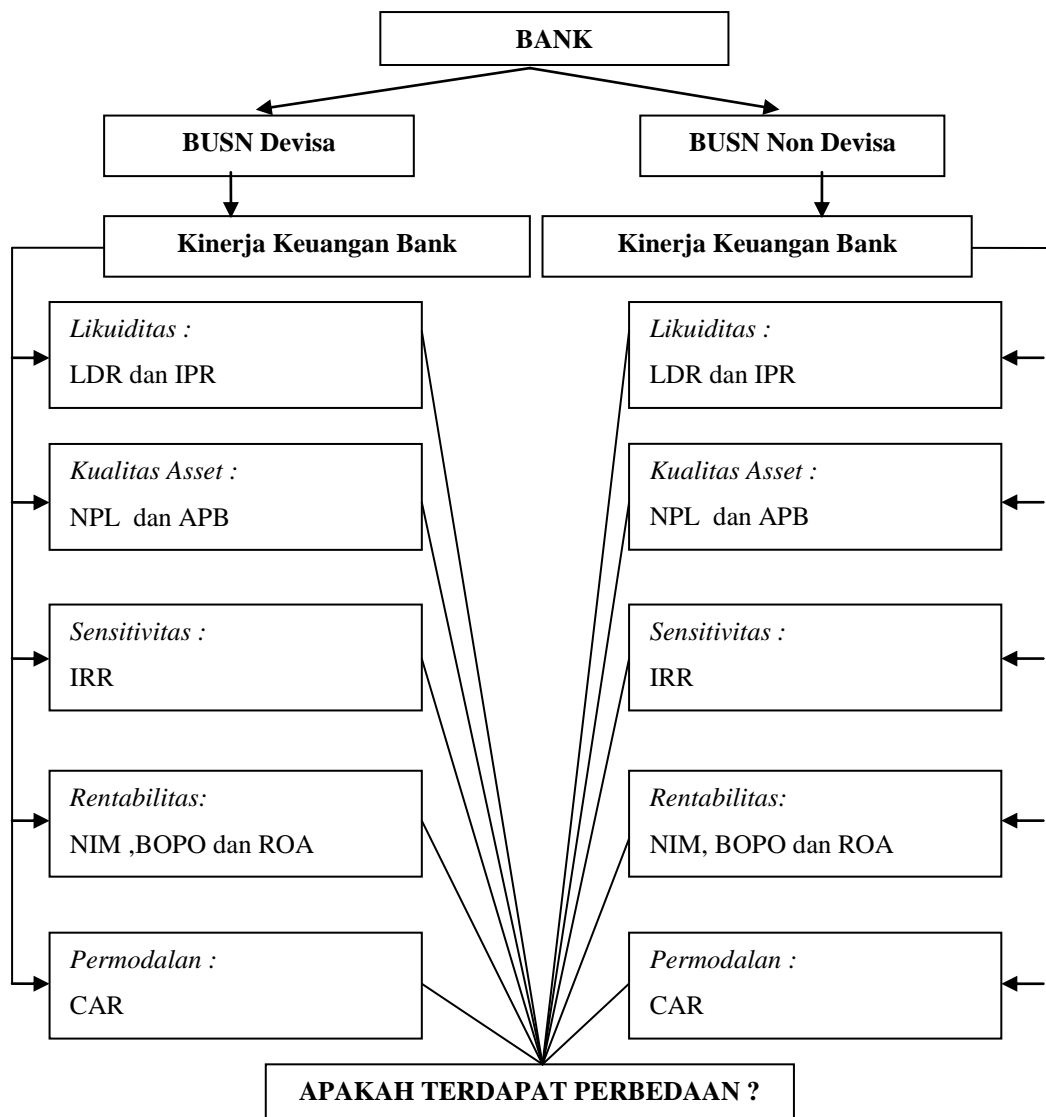 BANK
BUSN Devisa
BUSN Non Devisa
Kinerja Keuangan Bank
Kinerja Keuangan Bank
Likuiditas :
LDR dan IPR
Likuiditas :
LDR dan IPR
Kualitas Asset :
NPL  dan APB
Kualitas Asset :
NPL  dan APB
Sensitivitas :
IRR
Sensitivitas :
IRR
Rentabilitas:
NIM ,BOPO dan ROA
Rentabilitas:
NIM, BOPO dan ROA
Permodalan :
CAR
Permodalan :
CAR
APAKAH TERDAPAT PERBEDAAN ?